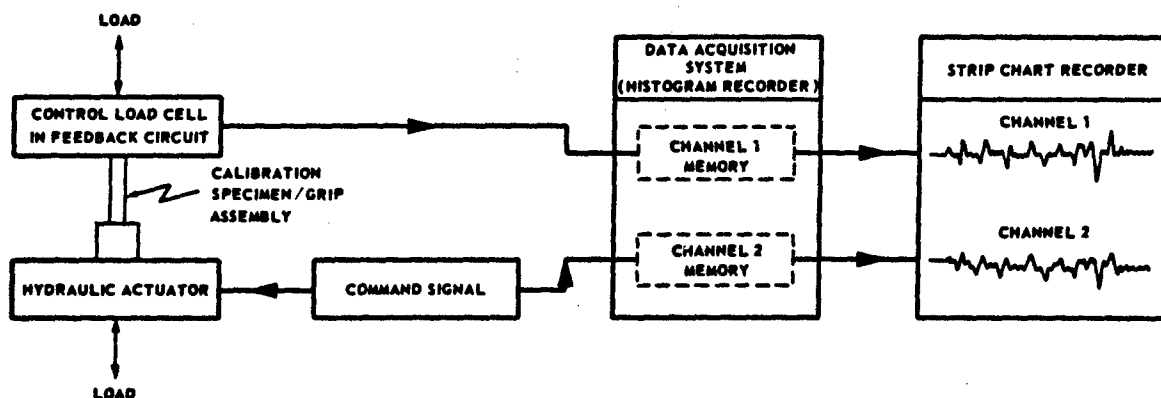 LOAD
CONTROL LOAD CELL
IN FEEDBACK CIRCUIT
CALIBRATION
SPECIMEN/GRIP
ASSEMBLY
HYDRAULIC ACTUATOR
LOAD
COMMAND SIGNAL
DATA ACQUISITION
SYSTEM
(HISTOGRAM RECORDER)
CHANNEL 1
MEMORY
CHANNEL 2
MEMORY
STRIP CHART RECORDER
CHANNEL 1
CHANNEL 2